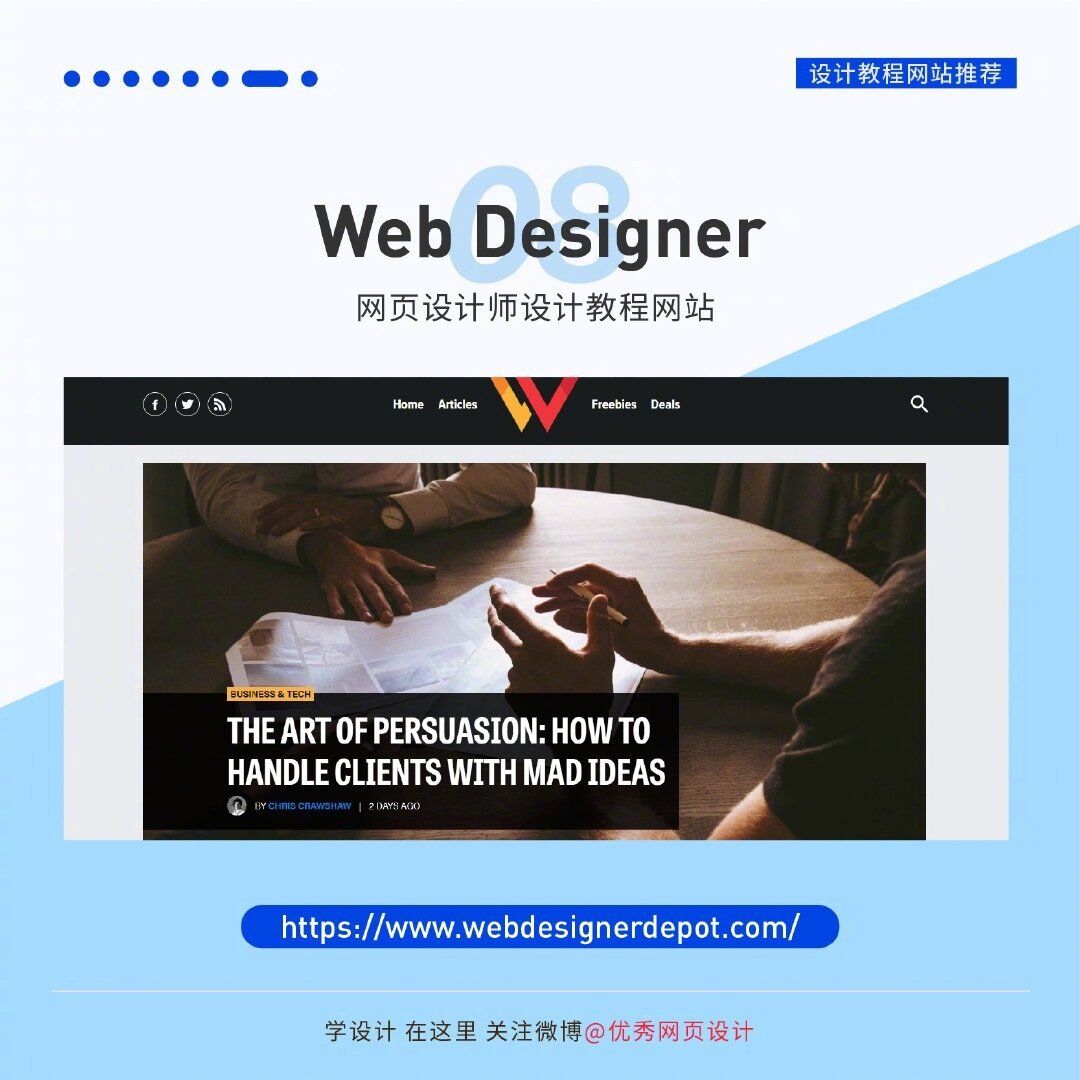 设计教程网站推荐
08
Web Designer
网页设计师设计教程网站
Home Articles Freebies Deals
BUSINESS & TECH
THE ART OF PERSUASION: HOW TO
HANDLE CLIENTS WITH MAD IDEAS
BY CHRIS CRAWSHAW | 2 DAYS AGO
https://www.webdesignerdepot.com/
学设计 在这里 关注微博@优秀网页设计